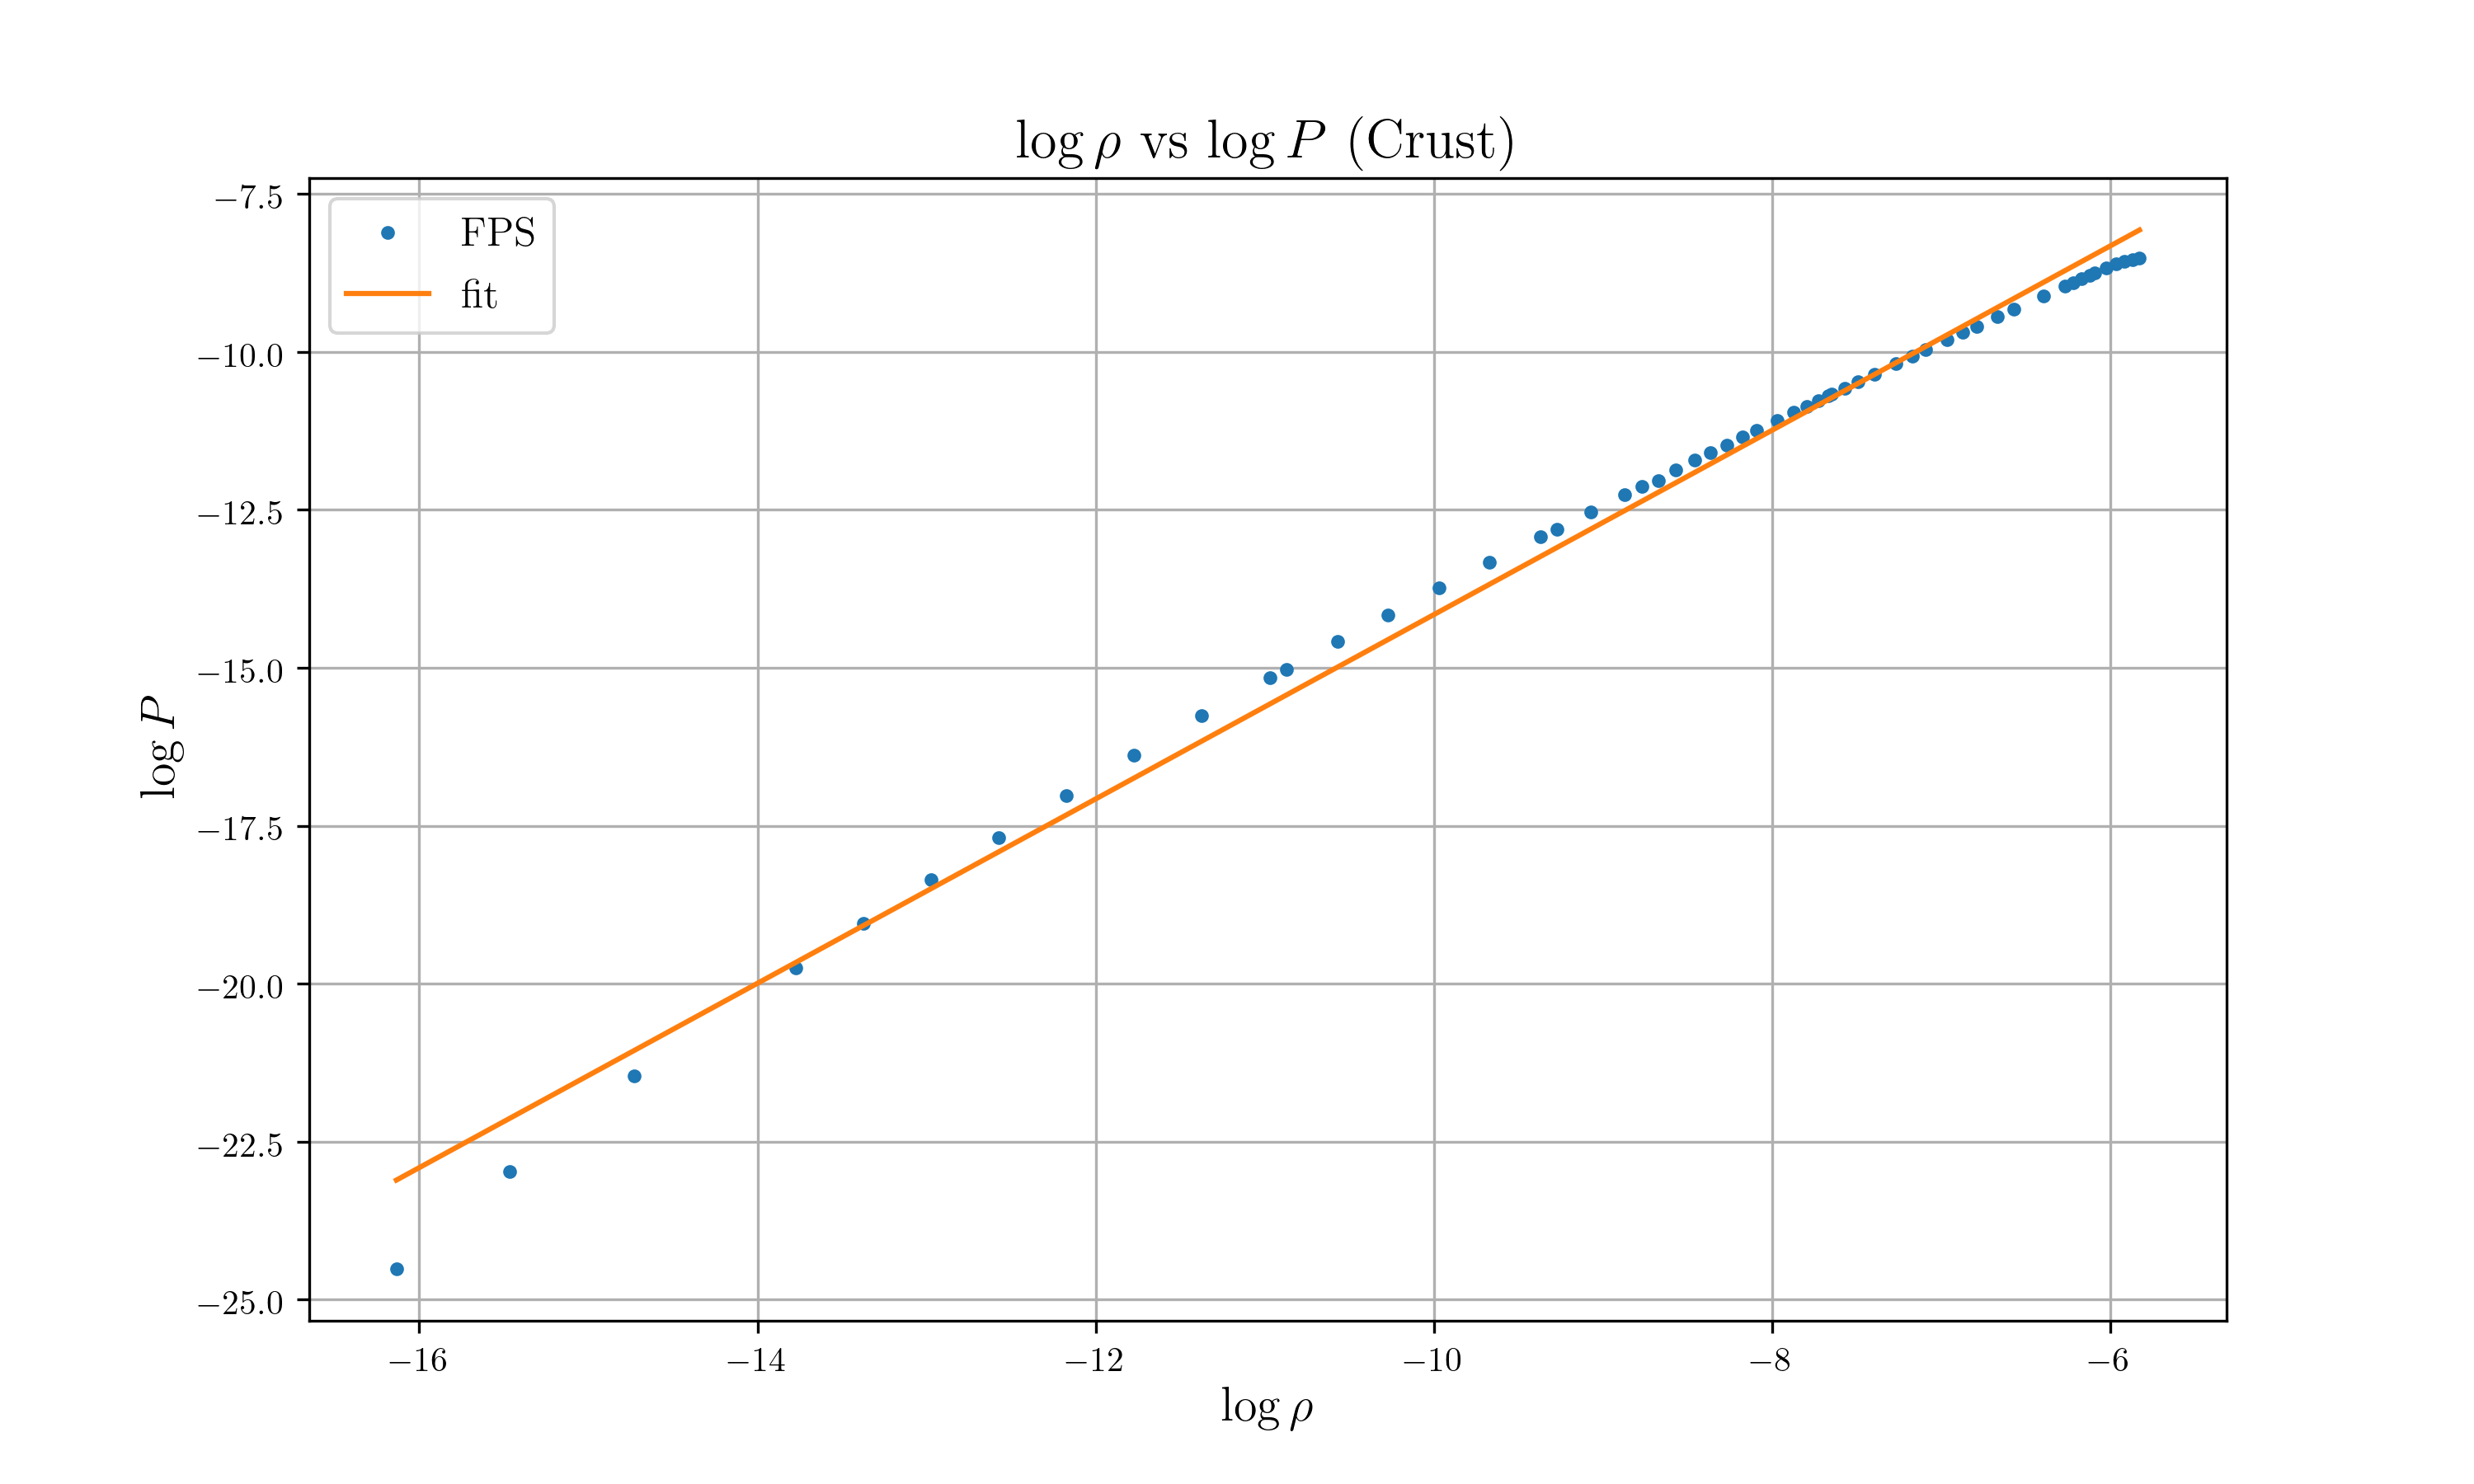 log ρ vs log P (Crust)
FPS
fit
−7.5
−10.0
−12.5
−15.0
−17.5
−20.0
−22.5
−25.0
log P
−16 −14 −12 −10 −8 −6
log ρ